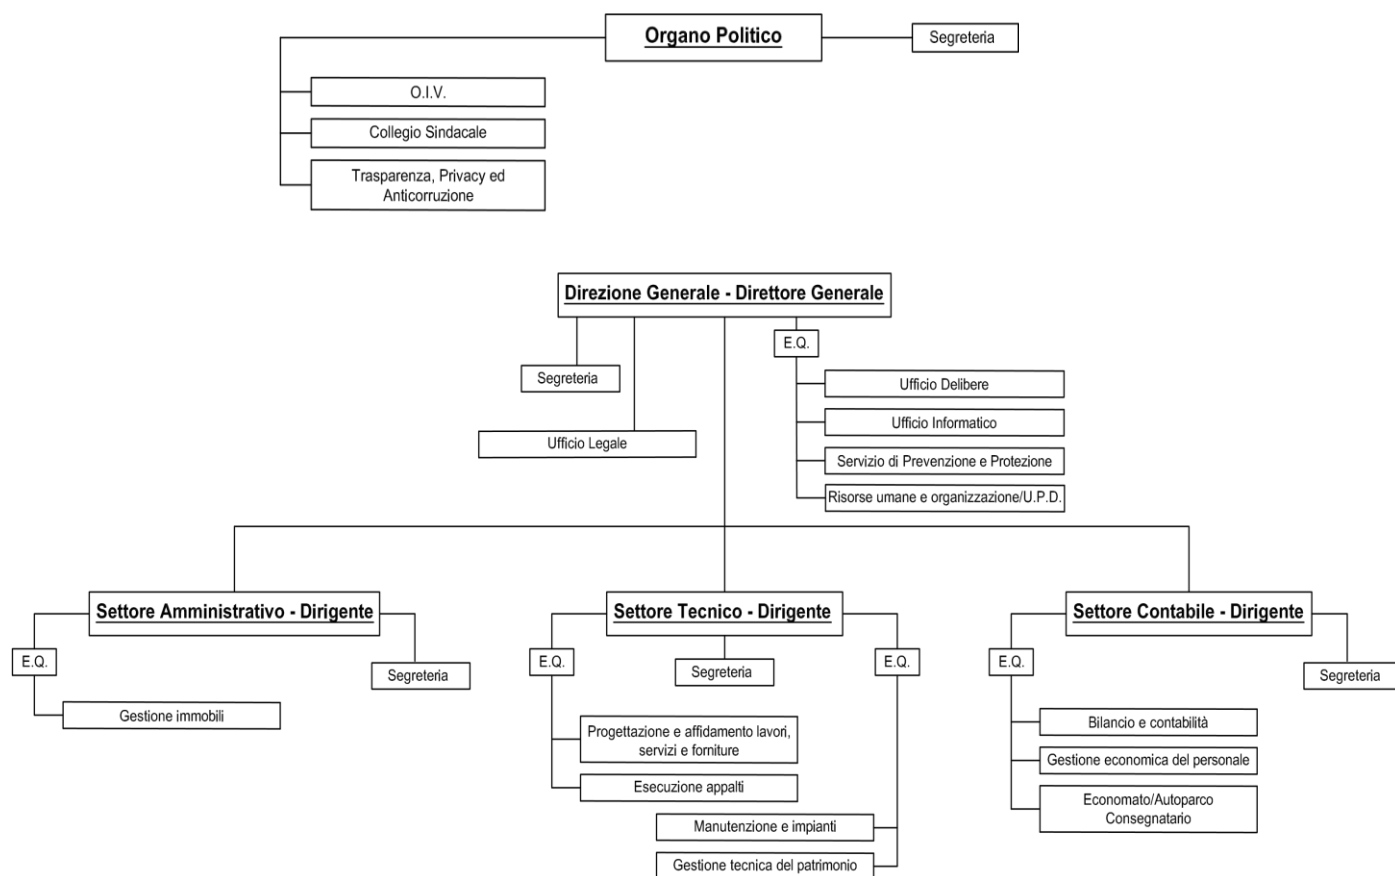 Organo Politico
Segreteria
O.I.V.
Collegio Sindacale
Trasparenza, Privacy ed
Anticorruzione
Direzione Generale - Direttore Generale
E.Q.
Segreteria
Ufficio Delibere
Ufficio Informatico
Ufficio Legale
Servizio di Prevenzione e Protezione
Risorse umane e organizzazione/U.P.D.
Settore Amministrativo - Dirigente
Settore Tecnico - Dirigente
Settore Contabile - Dirigente
E.Q.
Segreteria
E.Q.
Segreteria
E.Q.
E.Q.
Segreteria
Gestione immobili
Progettazione e affidamento lavori,
servizi e forniture
Esecuzione appalti
Manutenzione e impianti
Gestione tecnica del patrimonio
Bilancio e contabilità
Gestione economica del personale
Economato/Autoparco
Consegnatario